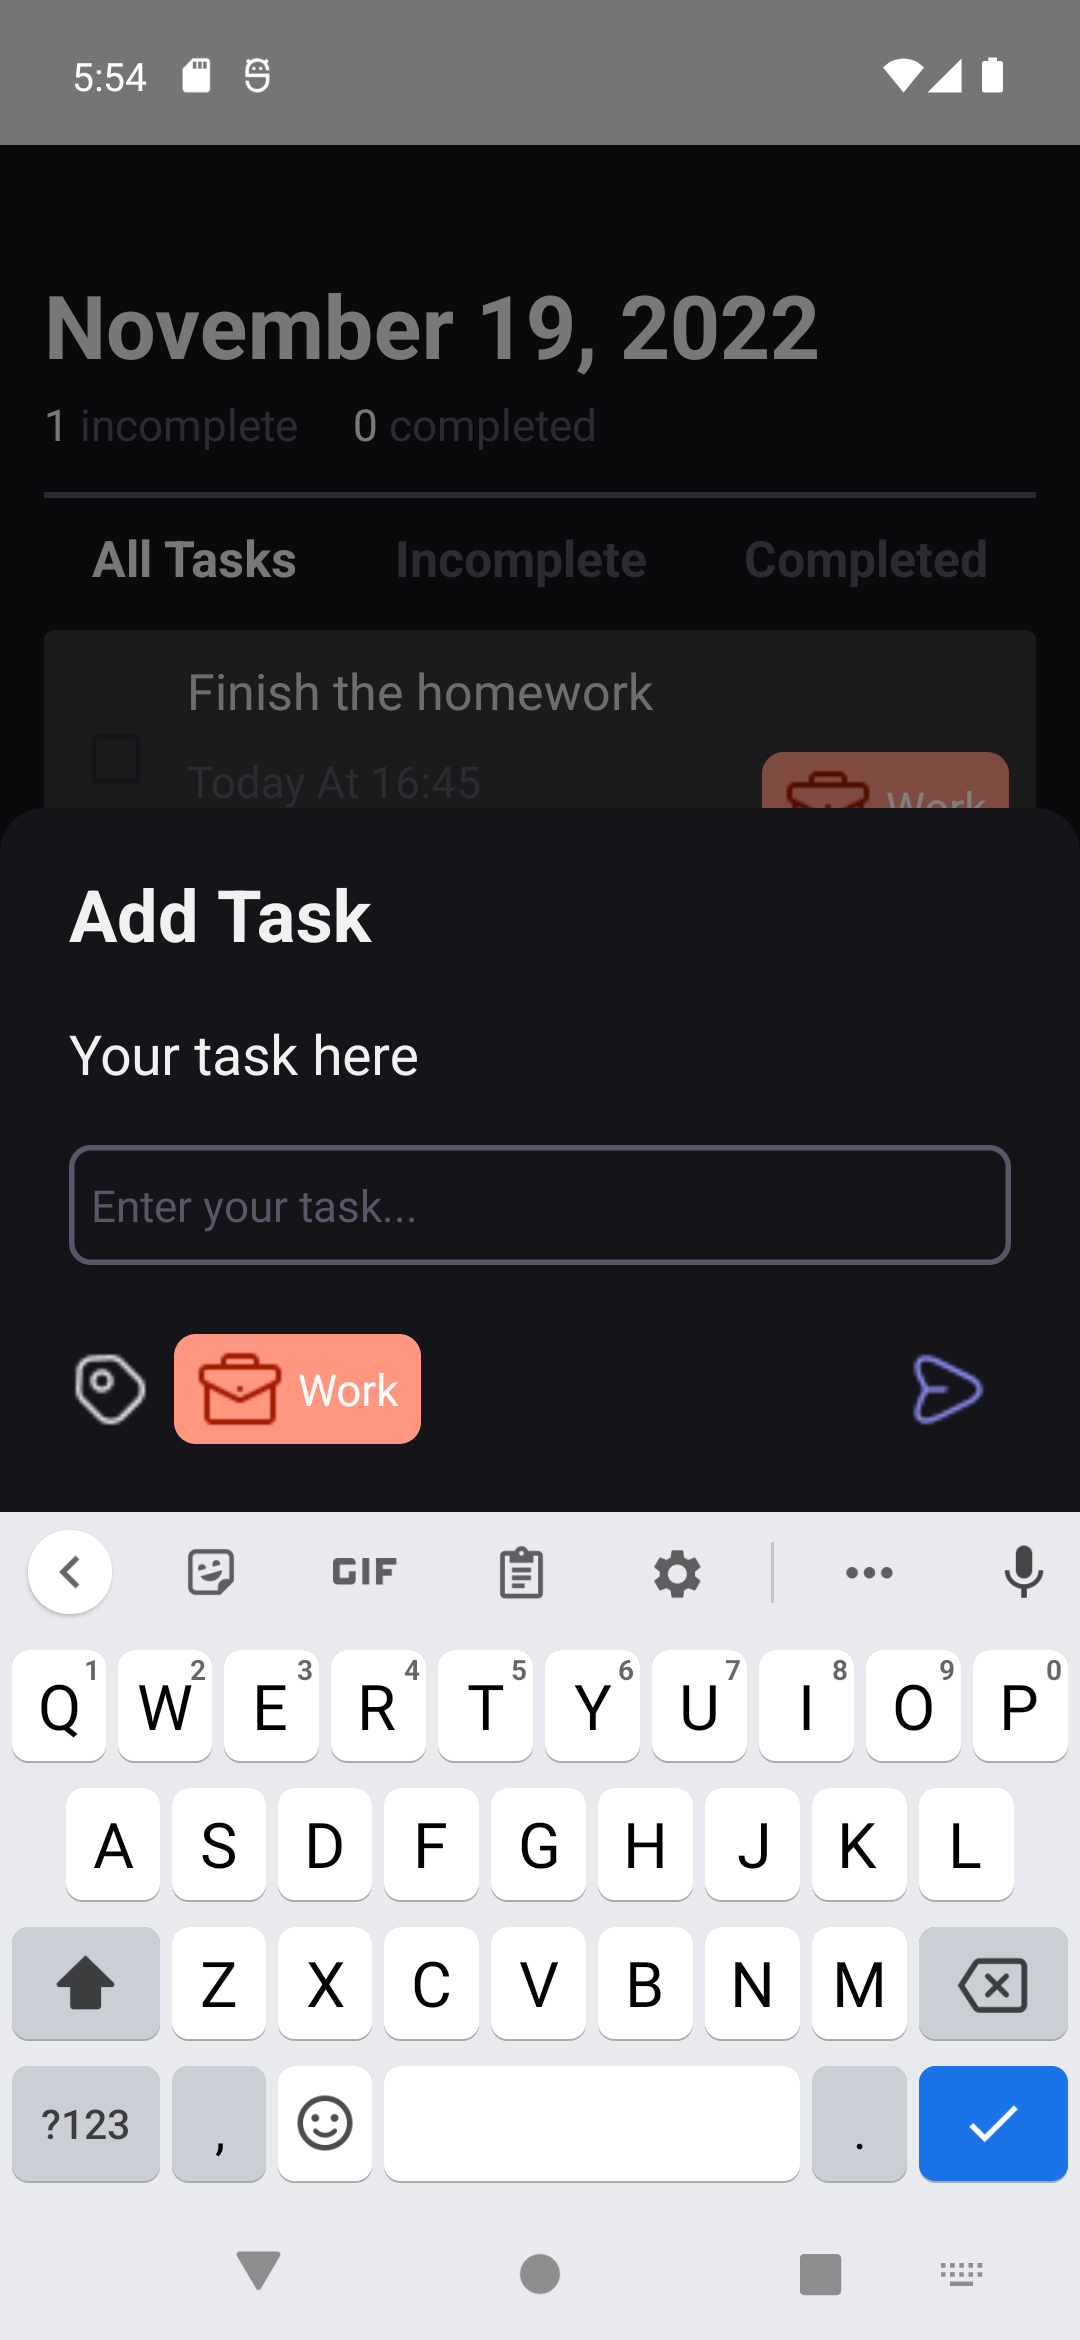 5:54
November 19, 2022
1 incomplete 0 completed
All Tasks Incomplete Completed
Finish the homework
Today At 16:45 Work
Add Task
Your task here
Enter your task...
Work
GIF
Q 1 W 2 E 3 R 4 T 5 Y 6 U 7 I 8 O 9 P 0
A S D F G H J K L
Z X C V B N M
?123 , .